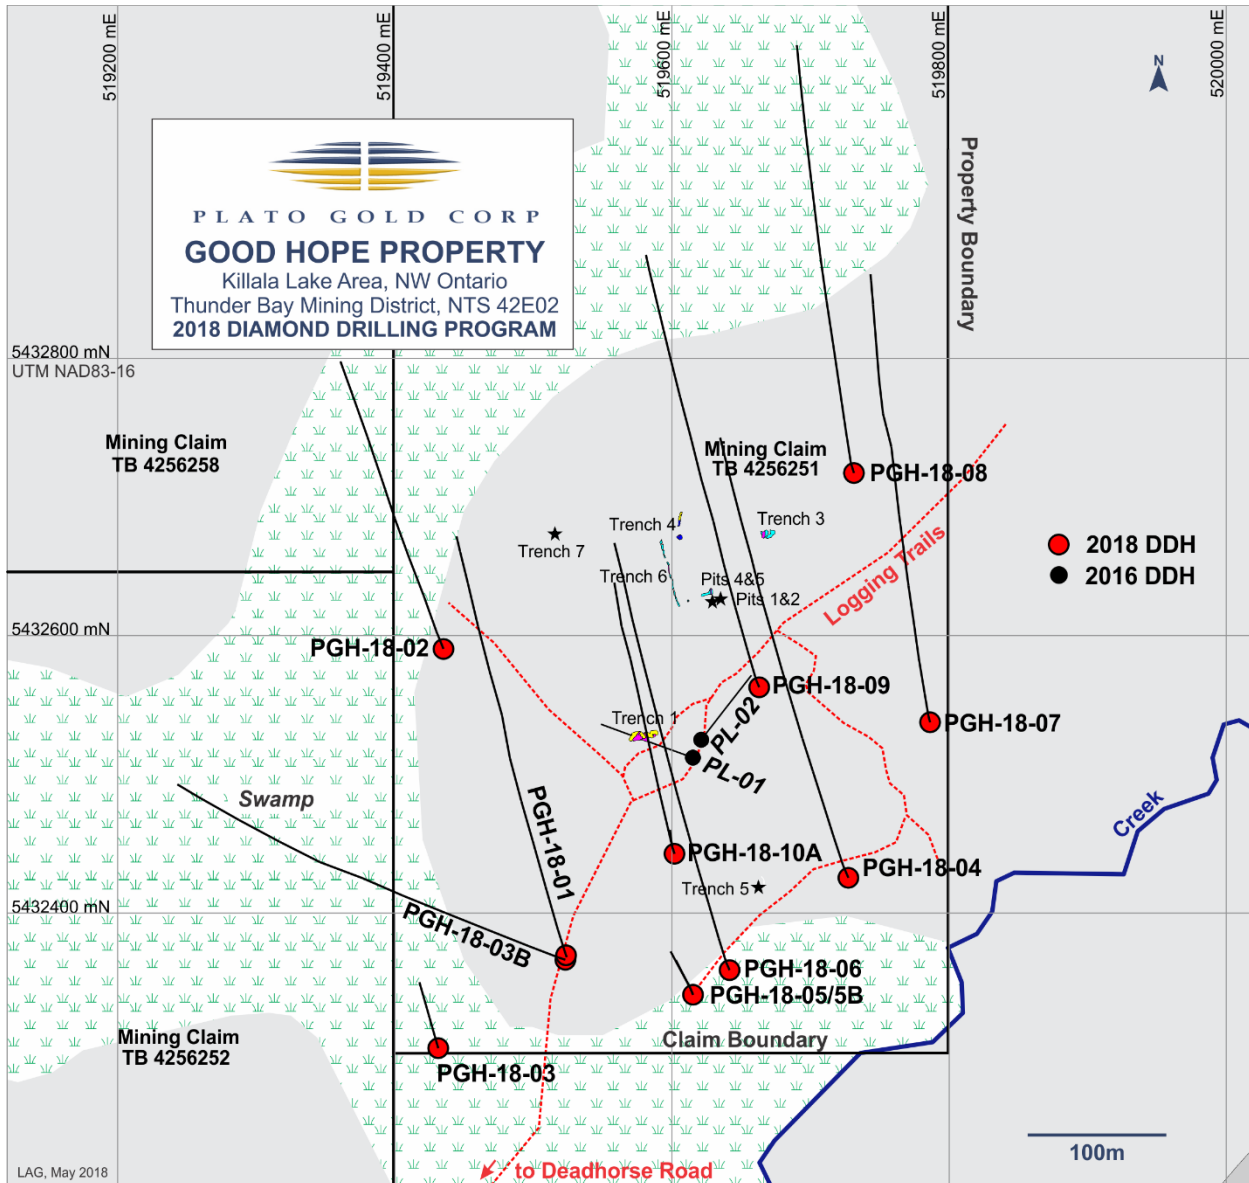 519200 mE
519400 mE
519600 mE
519800 mE
520000 mE
N
PLATO GOLD CORP
GOOD HOPE PROPERTY
Killala Lake Area, NW Ontario
Thunder Bay Mining District, NTS 42E02
2018 DIAMOND DRILLING PROGRAM
Property Boundary
5432800 mN
UTM NAD83-16
Mining Claim
TB 4256258
Mining Claim
TB 4256251
PGH-18-08
Trench 4
Trench 3
Trench 7
Trench 6
Pits 4&5
Pits 1&2
Logging Trails
2018 DDH
2016 DDH
5432600 mN
PGH-18-02
PGH-18-09
Trench 1
PL-02
PGH-18-07
PL-01
Swamp
Creek
PGH-18-01
PGH-18-10A
PGH-18-04
Trench 5
5432400 mN
PGH-18-03B
PGH-18-06
PGH-18-05/5B
Mining Claim
TB 4256252
Claim Boundary
PGH-18-03
100m
LAG, May 2018
to Deadhorse Road